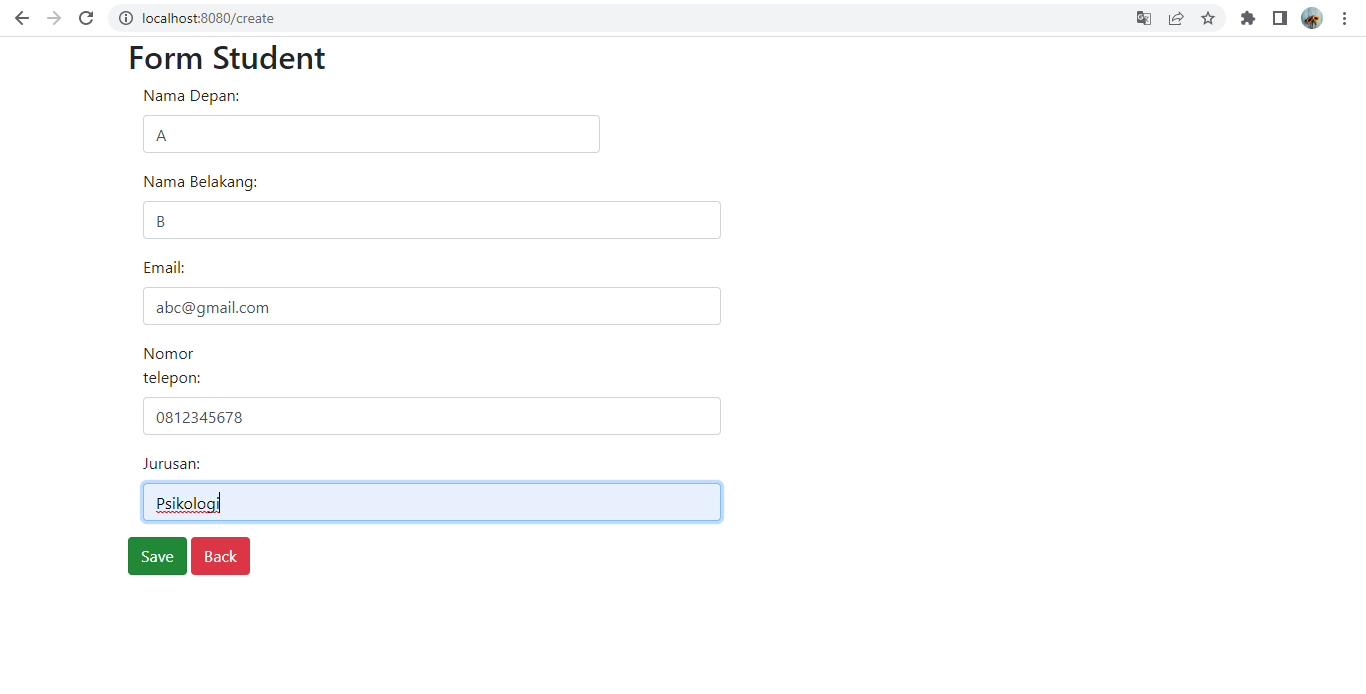 localhost:8080/create
Form Student
Nama Depan:
A
Nama Belakang:
B
Email:
abc@gmail.com
Nomor
telepon:
0812345678
Jurusan:
Psikologi
Save Back